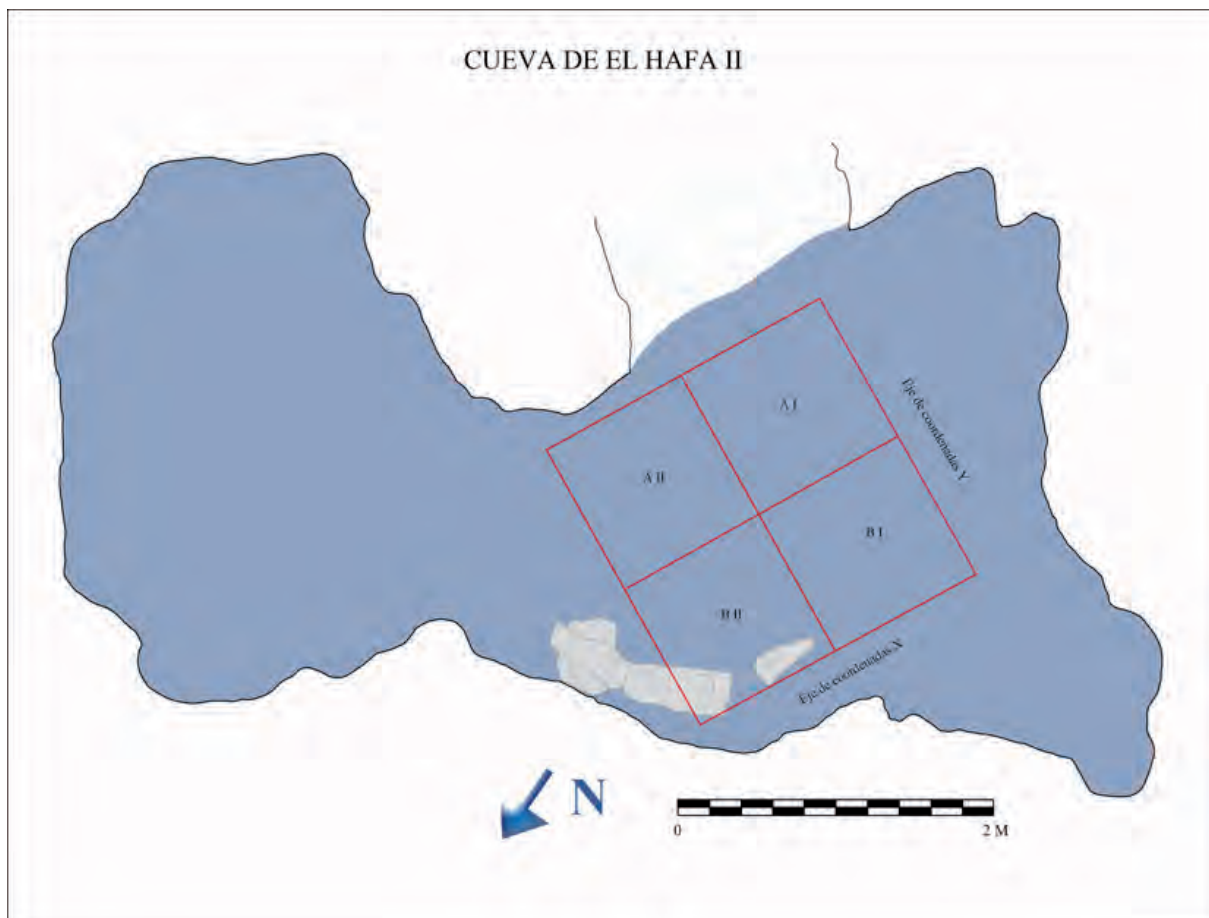 CUEVA DE EL HAFA II
A I
Eje de coordenadas Y
A II
B I
B II
Eje de coordenadas X
N
0
2 M